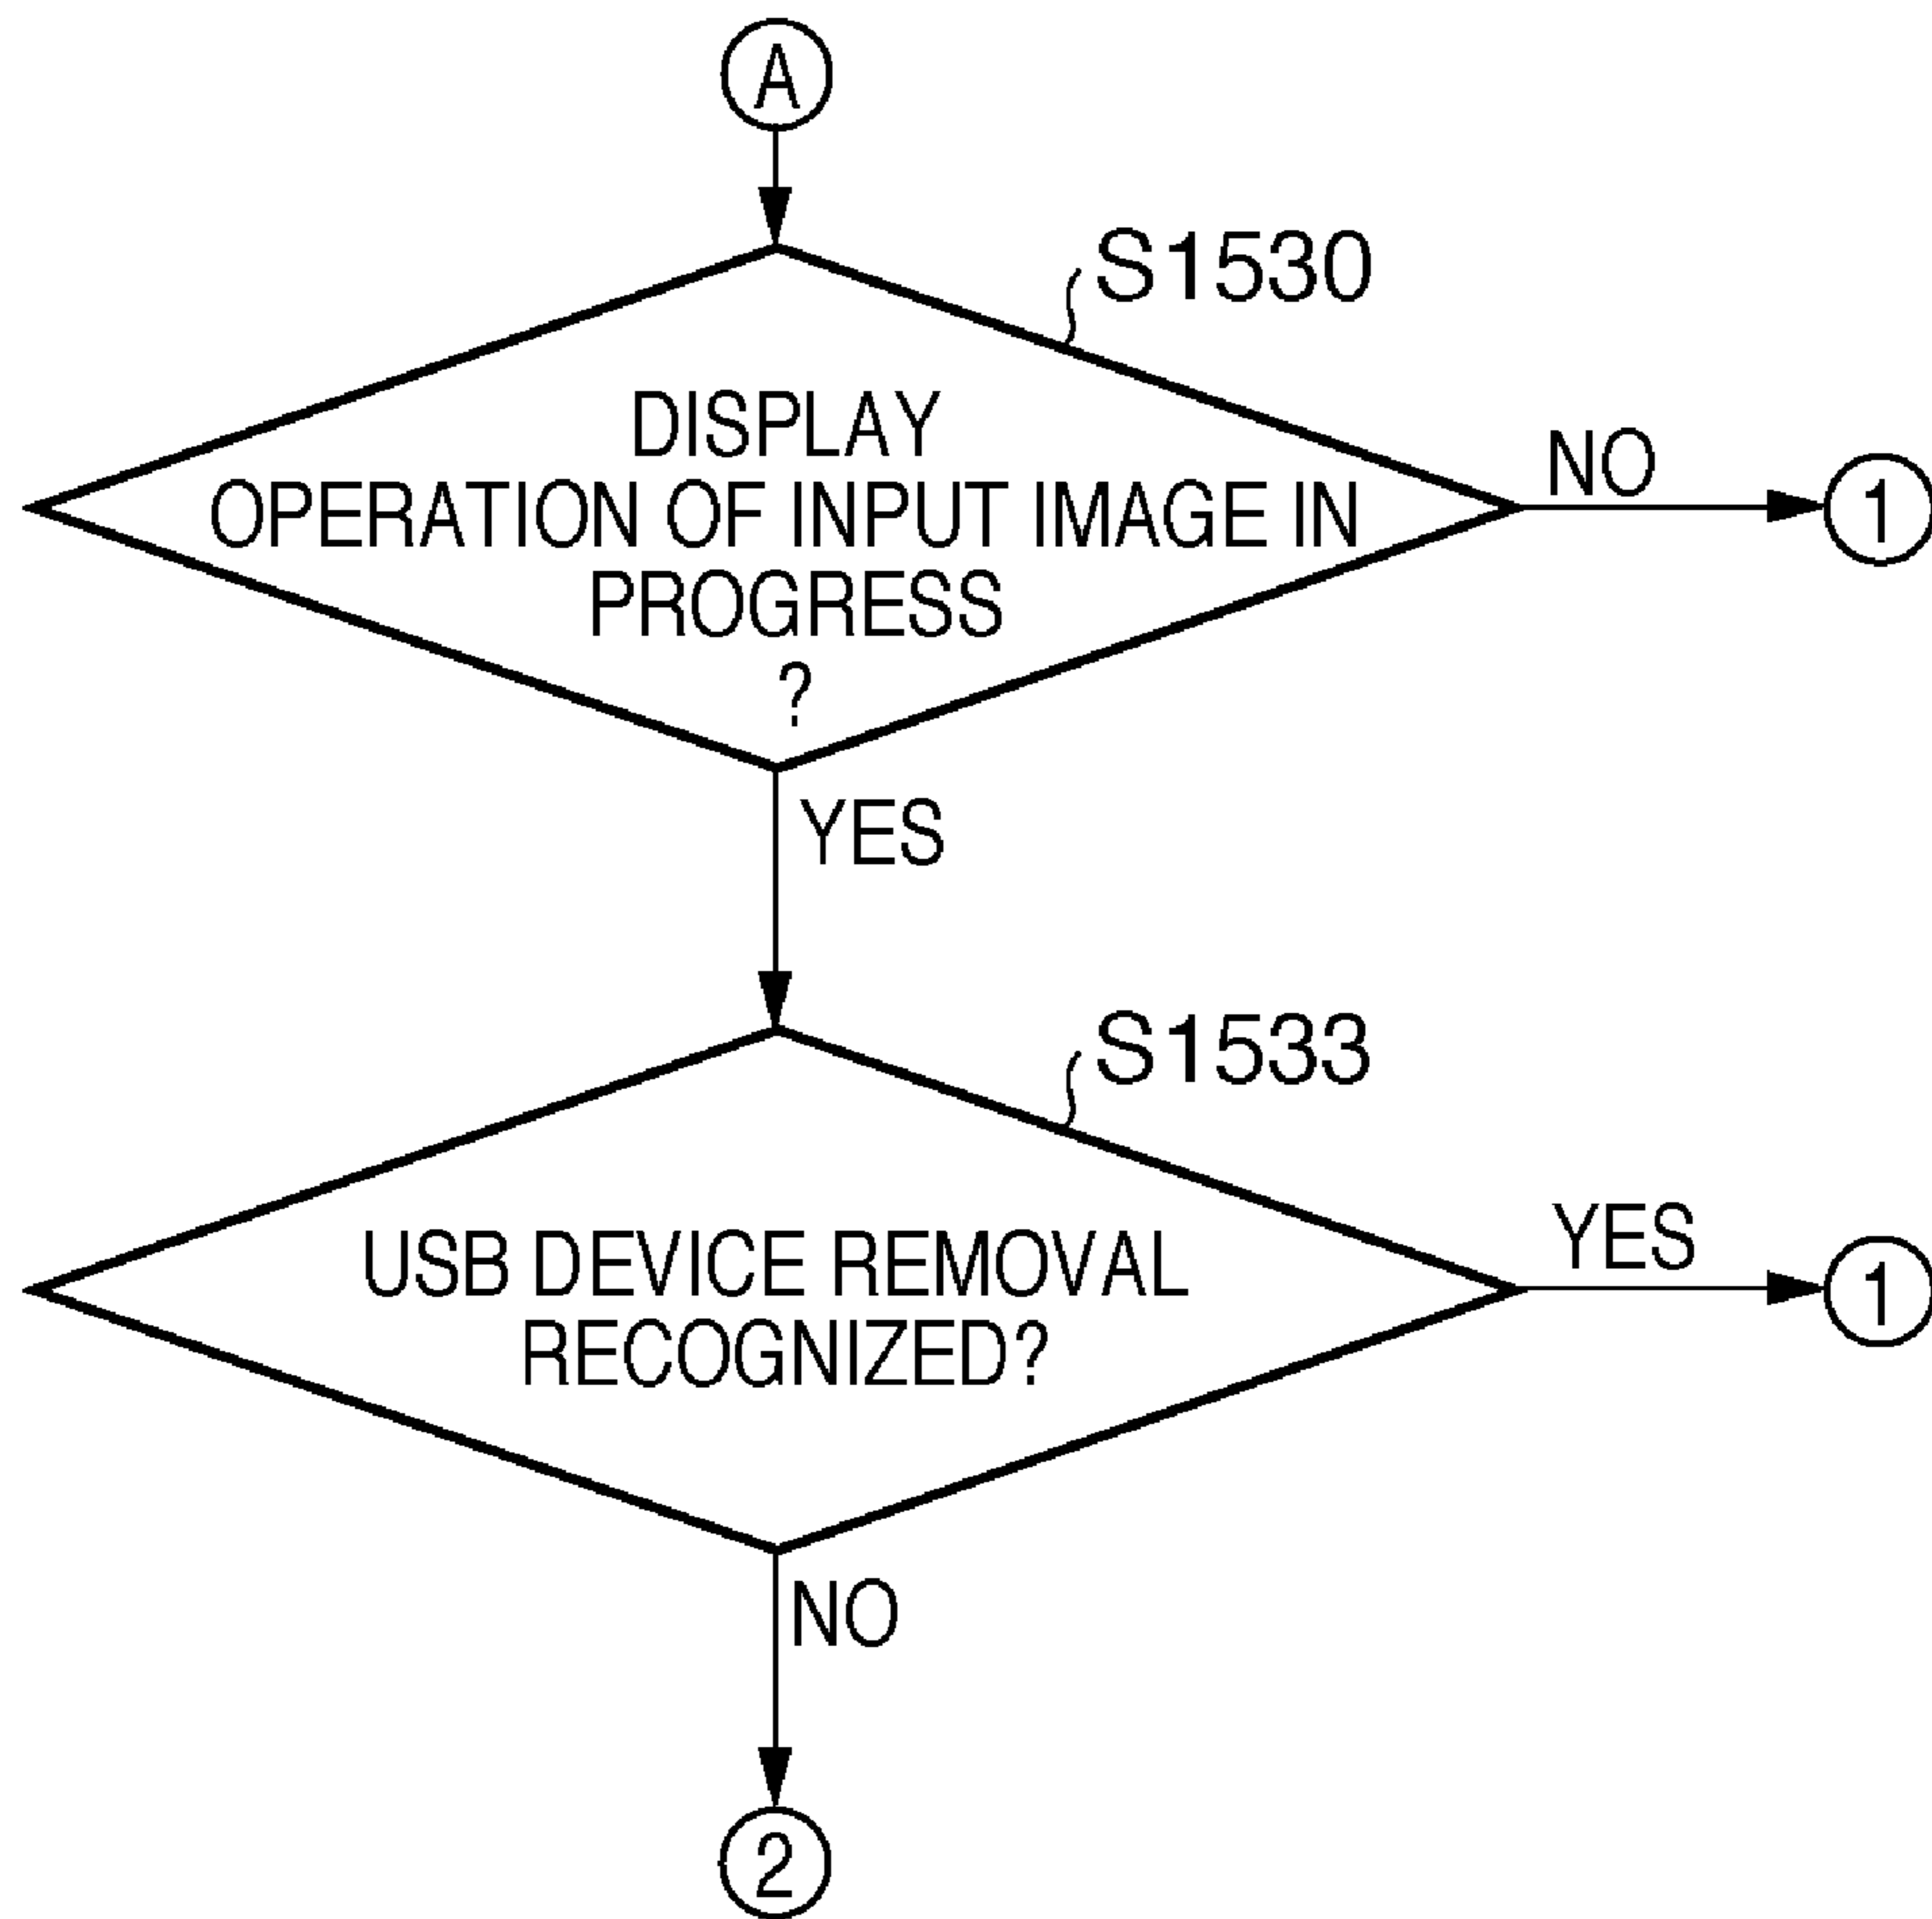 A
S1530
DISPLAY
OPERATION OF INPUT IMAGE IN
PROGRESS
?
NO
1
YES
S1533
USB DEVICE REMOVAL
RECOGNIZED?
YES
1
NO
2